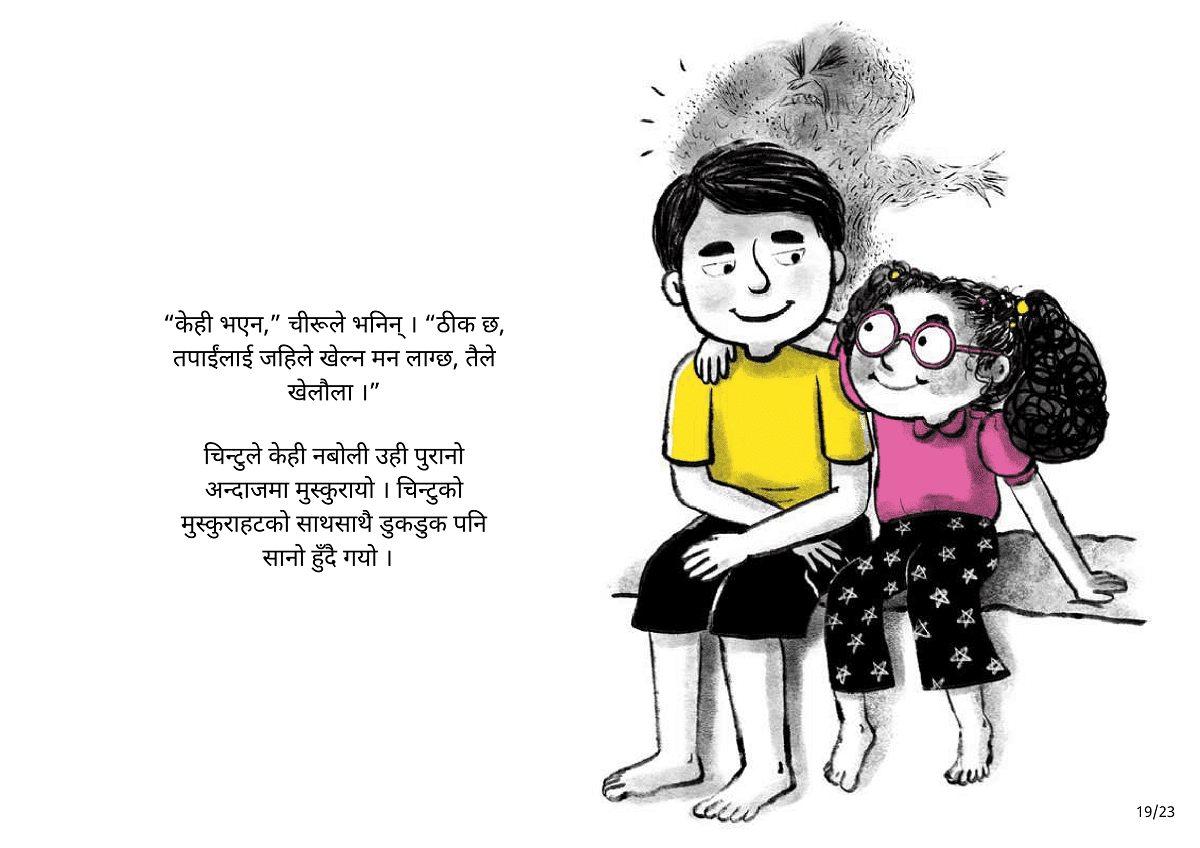 “केही भएन,” चीरूले भनिन् । “ठीक छ,
तपाईंलाई जहिले खेल्न मन लाग्छ, तैले
खेलौला ।”
चिन्टुले केही नबोली उही पुरानो
अन्दाजमा मुस्कुरायो । चिन्टुको
मुस्कुराहटको साथसाथै डुकडुक पनि
सानो हुँदै गयो ।
19/23